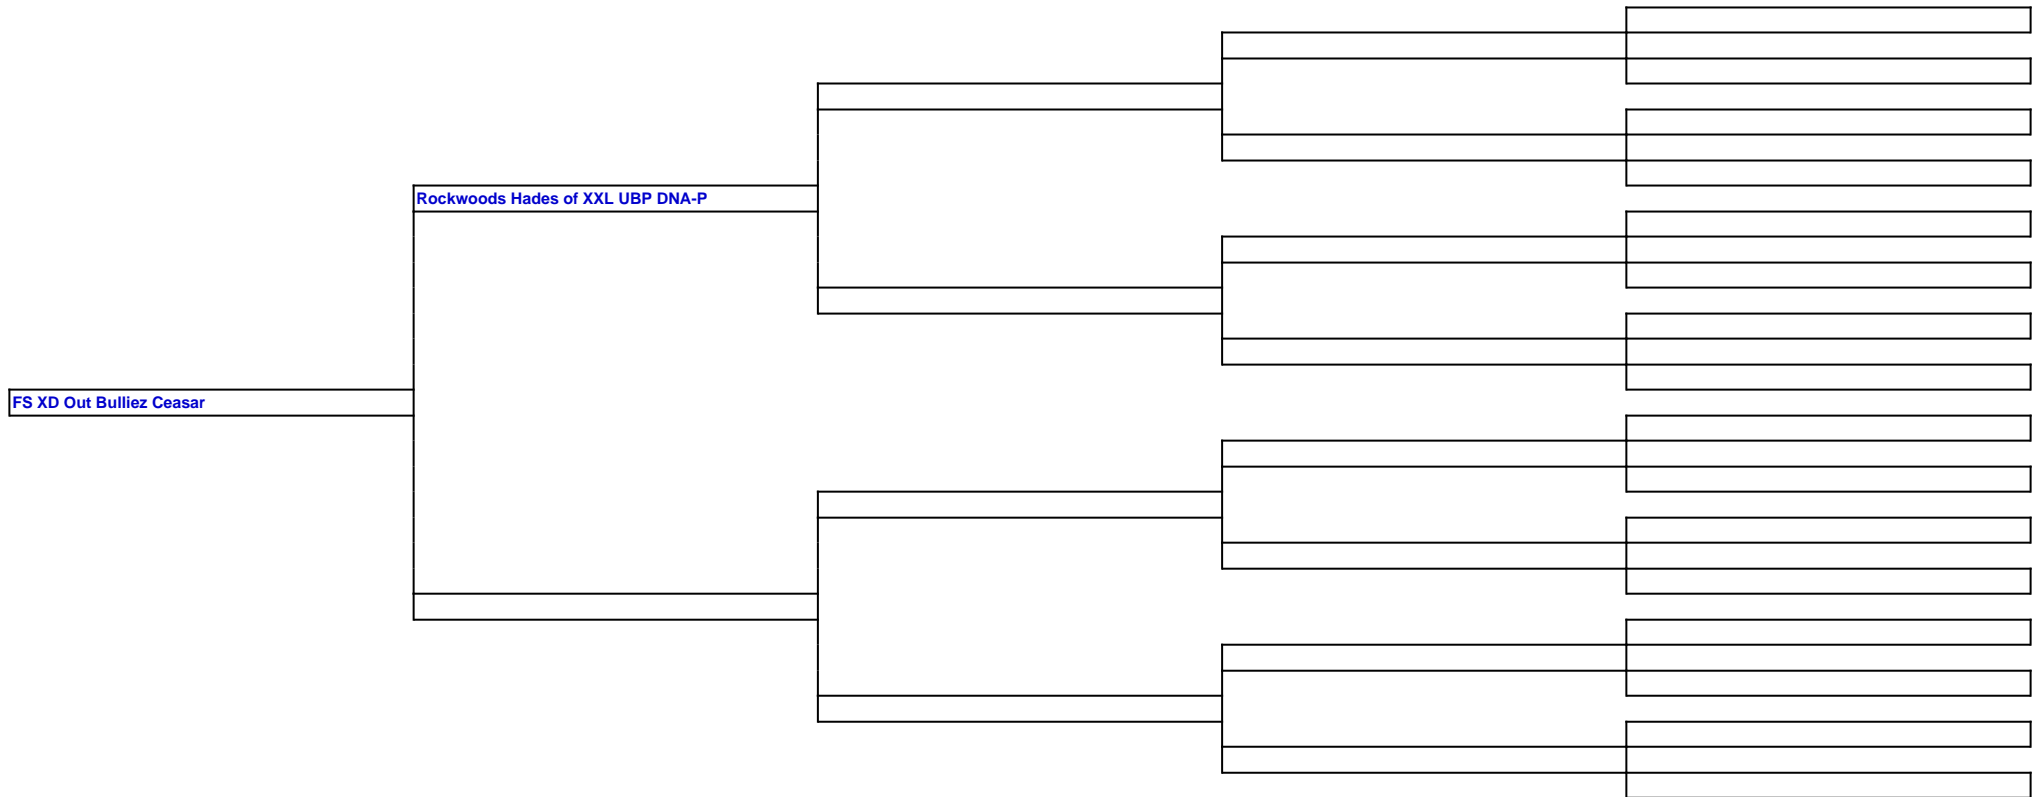 Rockwoods Hades of XXL UBP DNA-P
FS XD Out Bulliez Ceasar